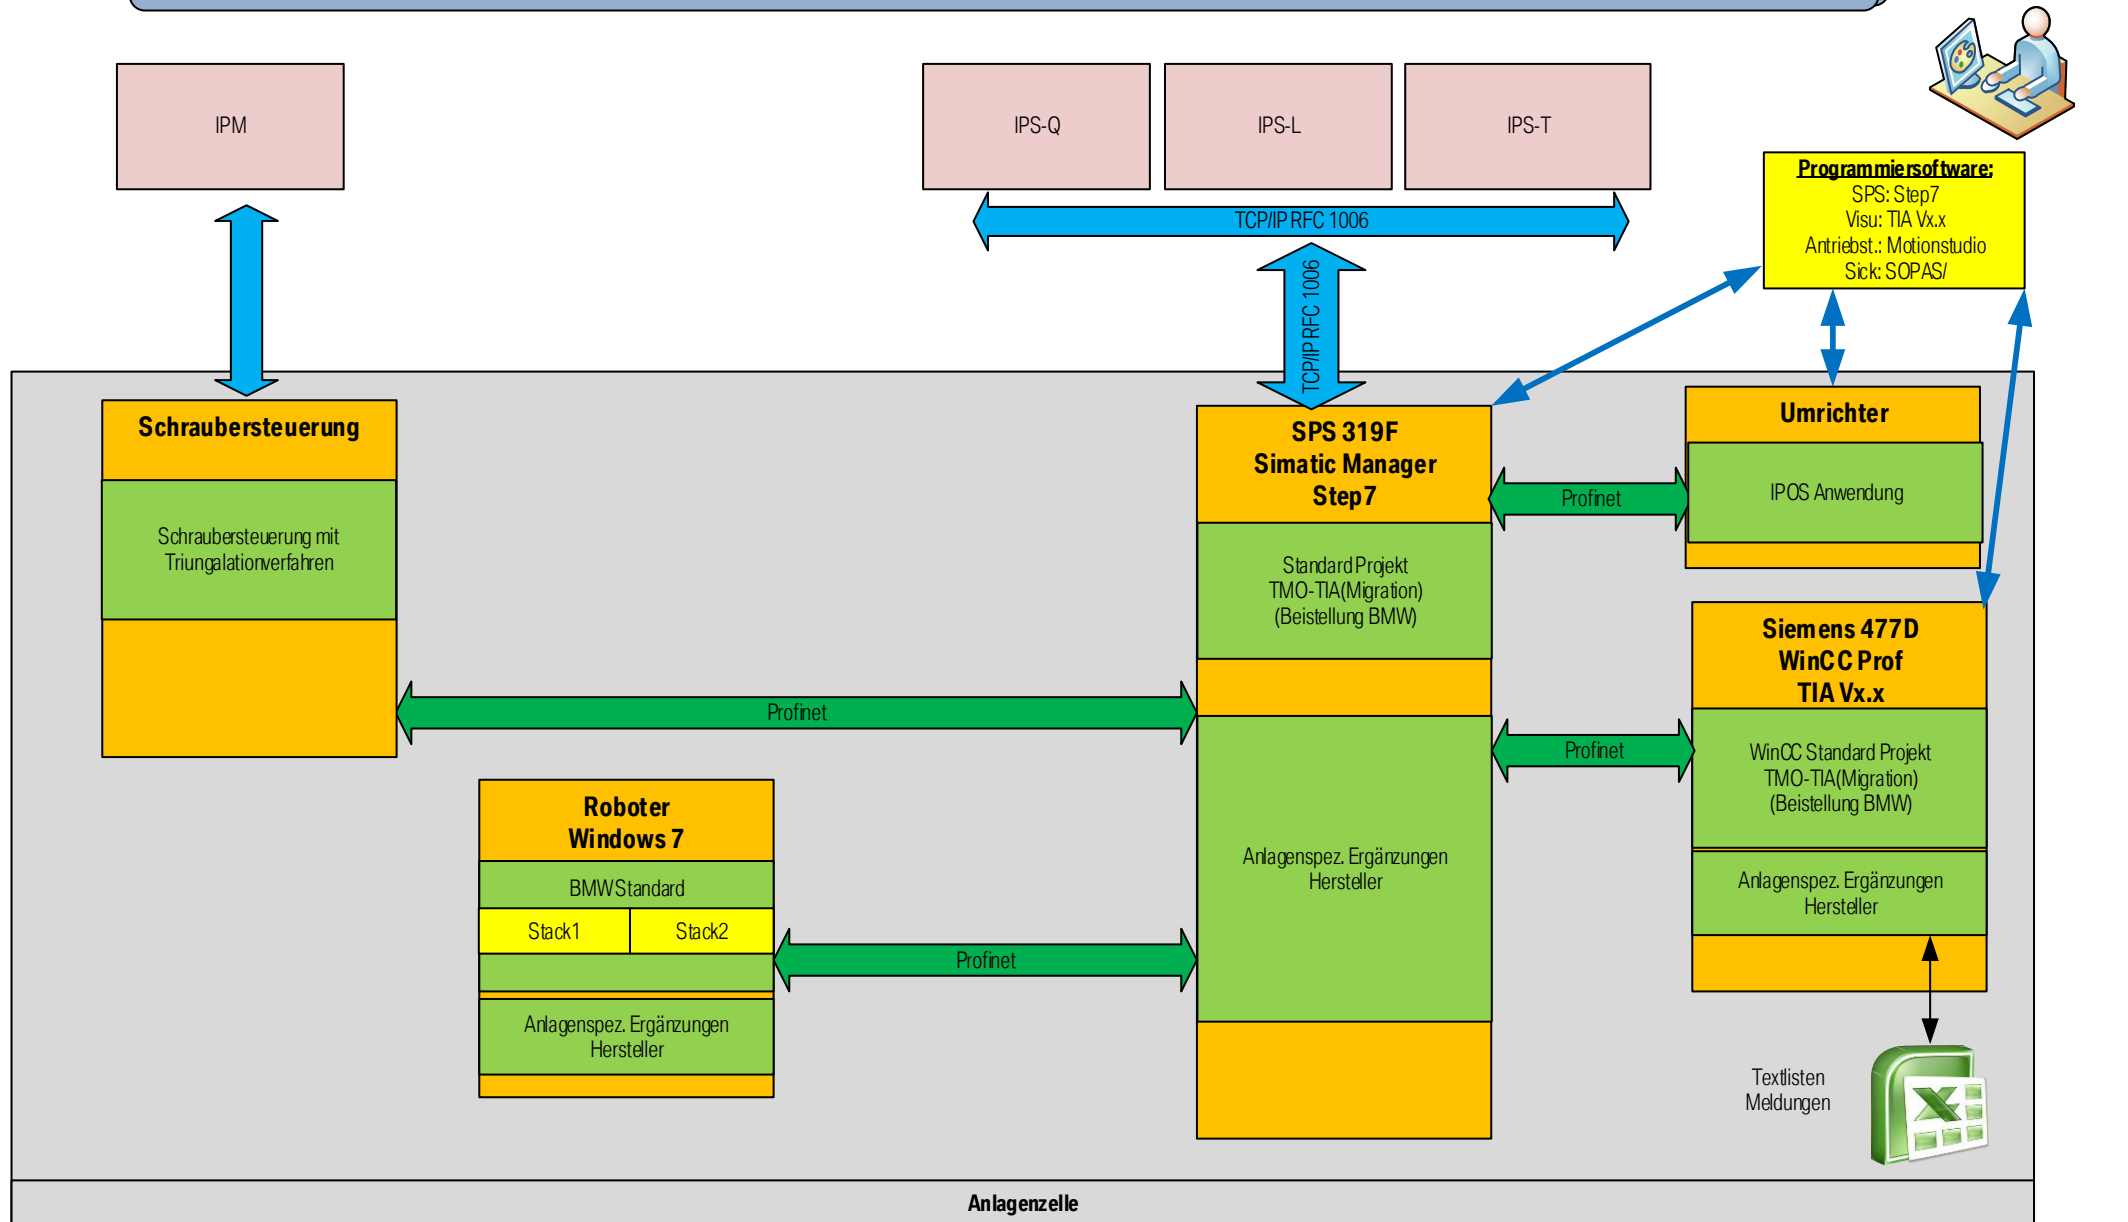 IPM
IPS-Q
IPS-L
IPS-T
TCP/IP RFC 1006
TCP/IP RFC 1006
Programmiersoftware:
SPS: Step7
Visu: TIA Vx.x
Antriebst.: Motionstudio
Sick: SOPAS/
Schraubersteuerung
Schraubersteuerung mit
Triungalationverfahren
SPS 319F
Simatic Manager
Step7
Standard Projekt
TMO-TIA(Migration)
(Beistellung BMW)
Anlagenspez. Ergänzungen
Hersteller
Profinet
Umrichter
IPOS Anwendung
Siemens 477D
WinCC Prof
TIA Vx.x
Profinet
WinCC Standard Projekt
TMO-TIA(Migration)
(Beistellung BMW)
Anlagenspez. Ergänzungen
Hersteller
Profinet
Roboter
Windows 7
BMW Standard
Stack1
Stack2
Anlagenspez. Ergänzungen
Hersteller
Profinet
Textlisten
Meldungen
Anlagenzelle